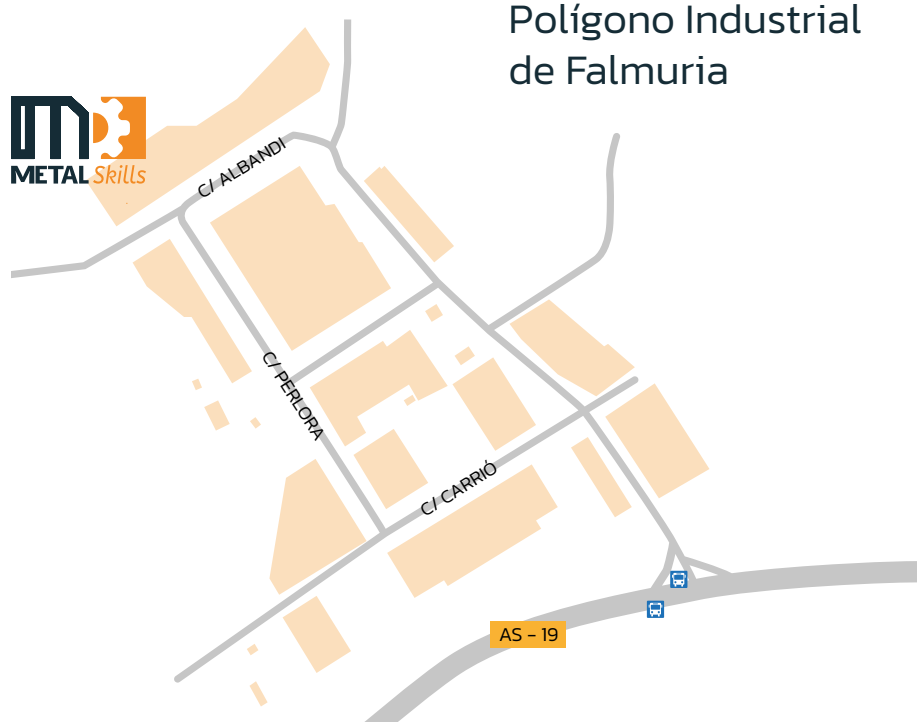 Polígono Industrial
de Falmuria
METAL Skills
C/ ALBANDI
C/ PERLORA
C/ CARRIÓ
AS - 19